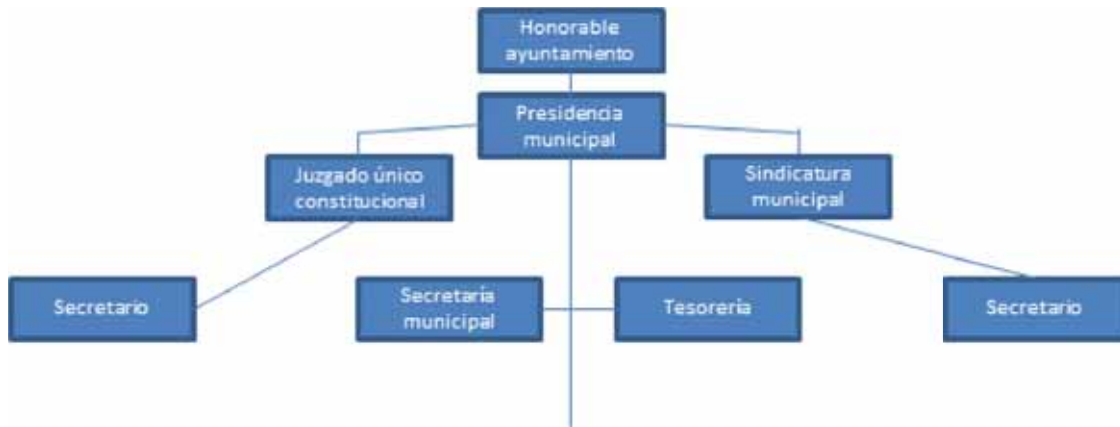 Honorable
ayuntamiento
Presidencia
municipal
Juzgado único
constitucional
Sindicatura
municipal
Secretario
Secretaría
municipal
Tesorería
Secretario